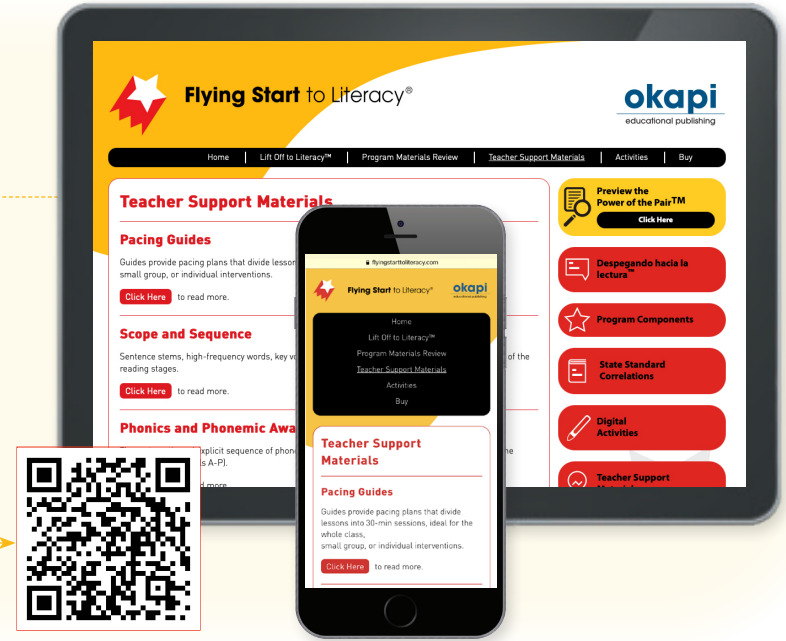 Flying Start to Literacy®
okapi
educational publishing
Home | Lift Off to Literacy™ | Program Materials Review | Teacher Support Materials | Activities | Buy
Teacher Support Materials
Pacing Guides
Guides provide pacing plans that divide lesson
small group, or individual interventions.
Click Here to read more.
Scope and Sequence
Sentence stems, high-frequency words, key v
of the
reading stages.
Click Here to read more.
Phonics and Phonemic Awa
xplicit sequence of phon
he
s A-P).
d more.
Preview the
Power of the Pair™
Click Here
Despegando hacia la
lectura™
Program Components
State Standard
Correlations
Digital
Activities
Teacher Support
flyingstarttoliteracy.com
Flying Start to Literacy®
okapi
educational publishing
Home
Lift Off to Literacy™
Program Materials Review
Teacher Support Materials
Activities
Buy
Teacher Support
Materials
Pacing Guides
Guides provide pacing plans that divide
lessons into 30-min sessions, ideal for the
whole class,
small group, or individual interventions.
Click Here to read more.